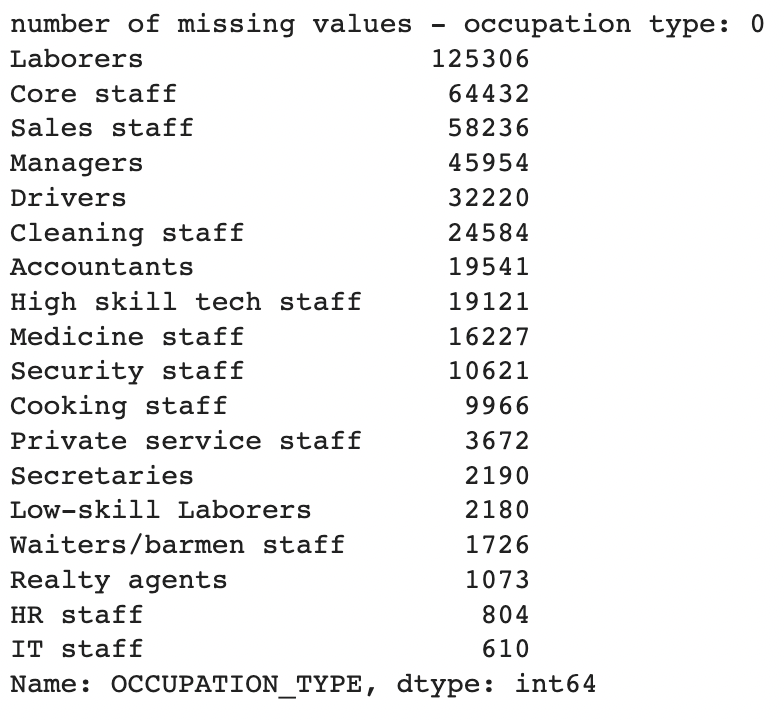 number of missing values - occupation type: 0
Laborers 125306
Core staff 64432
Sales staff 58236
Managers 45954
Drivers 32220
Cleaning staff 24584
Accountants 19541
High skill tech staff 19121
Medicine staff 16227
Security staff 10621
Cooking staff 9966
Private service staff 3672
Secretaries 2190
Low-skill Laborers 2180
Waiters/barmen staff 1726
Realty agents 1073
HR staff 804
IT staff 610
Name: OCCUPATION_TYPE, dtype: int64